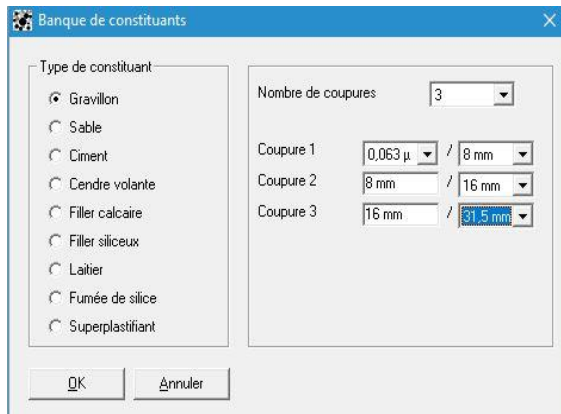 Banque de constituants
Type de constituant
Gravillon
Sable
Ciment
Cendre volante
Filler calcaire
Filler siliceux
Laitier
Fumée de silice
Superplastifiant
Nombre de coupures 3
Coupure 1 0,063 µ / 8 mm
Coupure 2 8 mm / 16 mm
Coupure 3 16 mm / 31,5 mm
OK Annuler